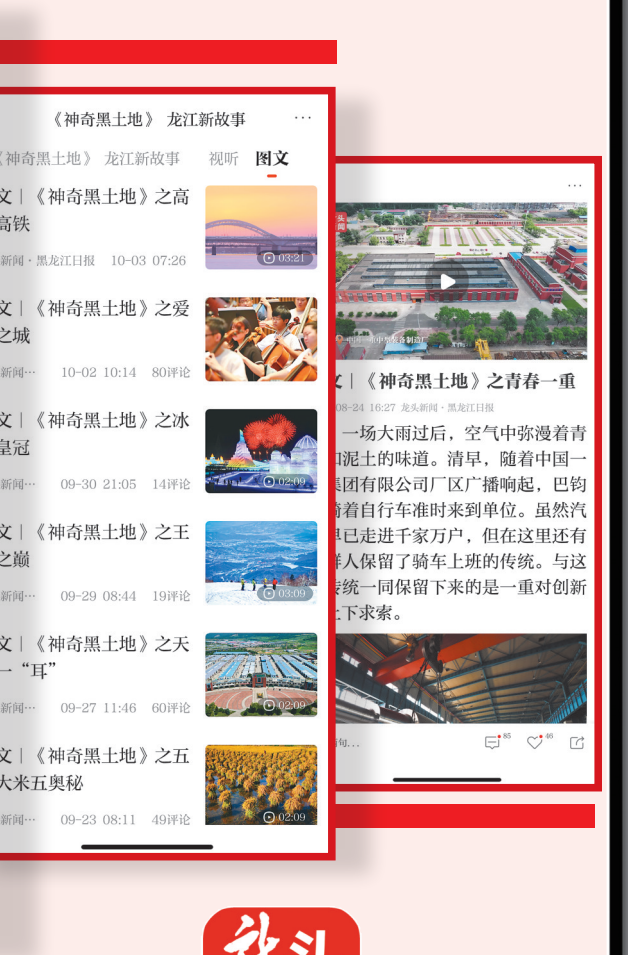 《神奇黑土地》 龙江新故事
《神奇黑土地》 龙江新故事 视听 图文
文｜《神奇黑土地》之高
高铁
新闻·黑龙江日报 10-03 07:26
03:21
文｜《神奇黑土地》之爱
之城
新闻… 10-02 10:14 80评论
文｜《神奇黑土地》之冰
皇冠
新闻… 09-30 21:05 14评论
02:09
文｜《神奇黑土地》之王
之巅
新闻… 09-29 08:44 19评论
03:09
文｜《神奇黑土地》之天
一“耳”
新闻… 09-27 11:46 60评论
02:09
文｜《神奇黑土地》之五
大米五奥秘
新闻… 09-23 08:11 49评论
02:09
文｜《神奇黑土地》之青春一重
08-24 16:27 龙头新闻·黑龙江日报
一场大雨过后，空气中弥漫着青
和泥土的味道。清早，随着中国一
集团有限公司厂区广播响起，巴钧
骑着自行车准时来到单位。虽然汽
早已走进千家万户，但在这里还有
群人保留了骑车上班的传统。与这
传统一同保留下来的是一重对创新
上下求索。
85 46
龙头